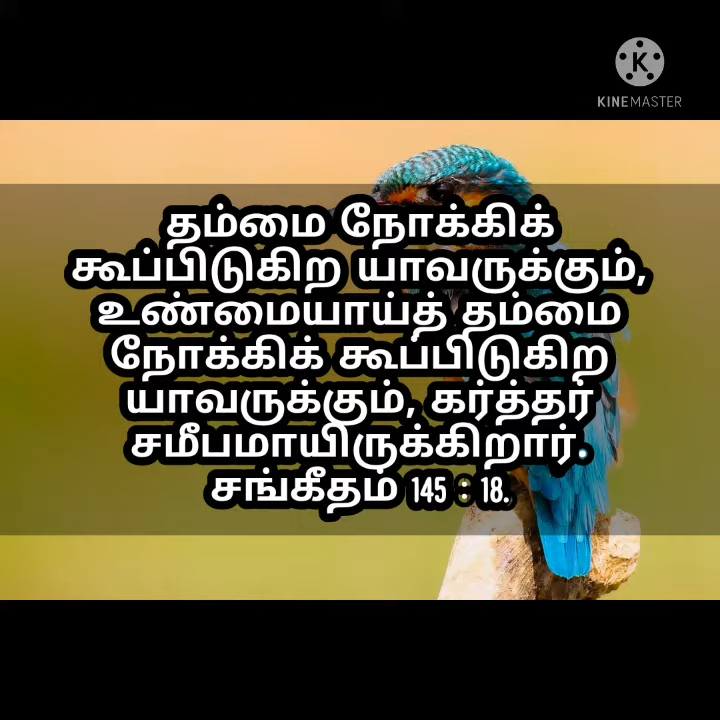 KINEMASTER
தம்மை நோக்கிக்
கூப்பிடுகிற யாவருக்கும்,
உண்மையாய்த் தம்மை
நோக்கிக் கூப்பிடுகிற
யாவருக்கும், கர்த்தர்
சமீபமாயிருக்கிறார்.
சங்கீதம் 145 : 18.